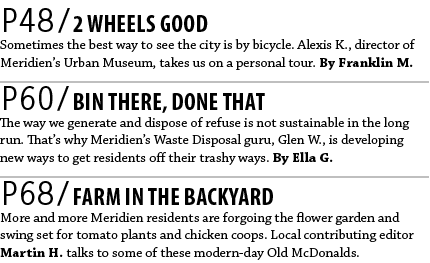 P48/2 WHEELS GOOD
Sometimes the best way to see the city is by bicycle. Alexis K., director of
Meridien's Urban Museum, takes us on a personal tour. By Franklin M.
P60/BIN THERE, DONE THAT
The way we generate and dispose of refuse is not sustainable in the long
run. That's why Meridien's Waste Disposal guru, Glen W., is developing
new ways to get residents off their trashy ways. By Ella G.
P68/FARM IN THE BACKYARD
More and more Meridien residents are forgoing the flower garden and
swing set for tomato plants and chicken coops. Local contributing editor
Martin H. talks to some of these modern-day Old McDonalds.